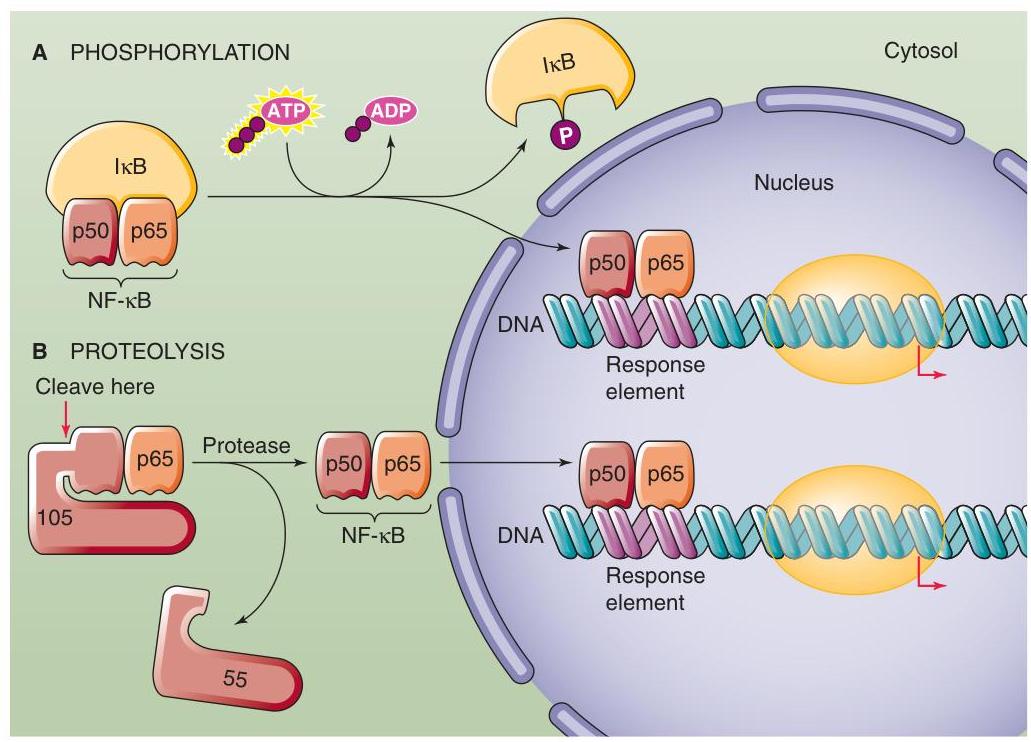 A PHOSPHORYLATION
Cytosol
IκB
ATP
ADP
P
IκB
p50 p65
NF-κB
Nucleus
p50 p65
DNA
Response
element
B PROTEOLYSIS
Cleave here
p65
105
Protease
p50 p65
NF-κB
55
p50 p65
DNA
Response
element